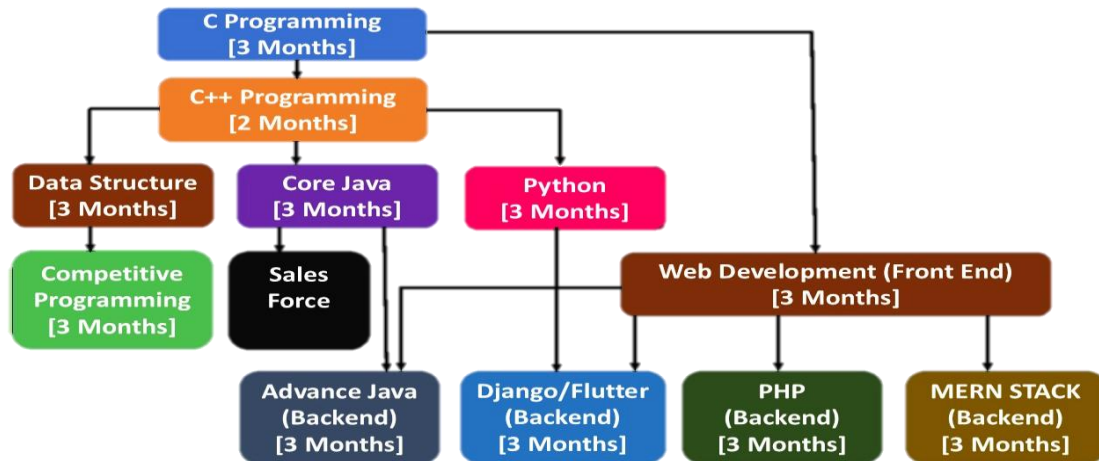 C Programming
[3 Months]
C++ Programming
[2 Months]
Data Structure
[3 Months]
Core Java
[3 Months]
Python
[3 Months]
Competitive
Programming
[3 Months]
Sales
Force
Web Development (Front End)
[3 Months]
Advance Java
(Backend)
[3 Months]
Django/Flutter
(Backend)
[3 Months]
PHP
(Backend)
[3 Months]
MERN STACK
(Backend)
[3 Months]